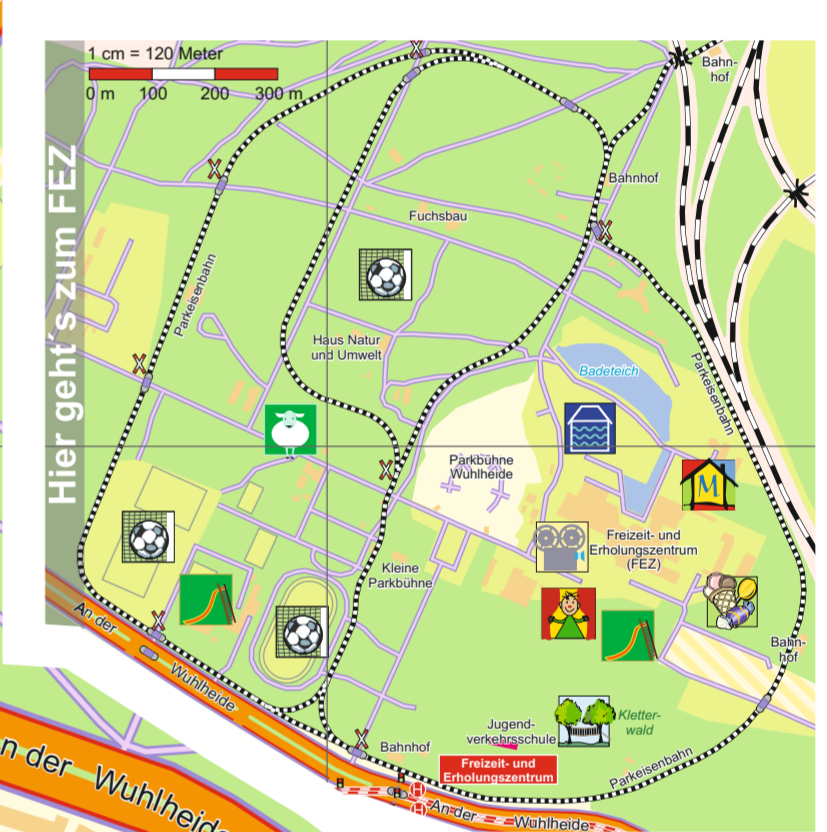 1 cm = 120 Meter
0 m 100 200 300 m
Hier geht´s zum FEZ
Bahn-
hof
Bahnhof
Fuchsbau
Parkeisenbahn
Haus Natur
und Umwelt
Badeteich
Parkeisenbahn
Parkbühne
Wuhlheide
M
Freizeit- und
Erholungszentrum
(FEZ)
Kleine
Parkbühne
An der
Wuhlheide
Bahn-
hof
Kletter-
wald
Jugend-
verkehrsschule
Bahnhof
Freizeit- und
Erholungszentrum
Parkeisenbahn
H
H
An der
Wuhlheide
n der Wuhlheide